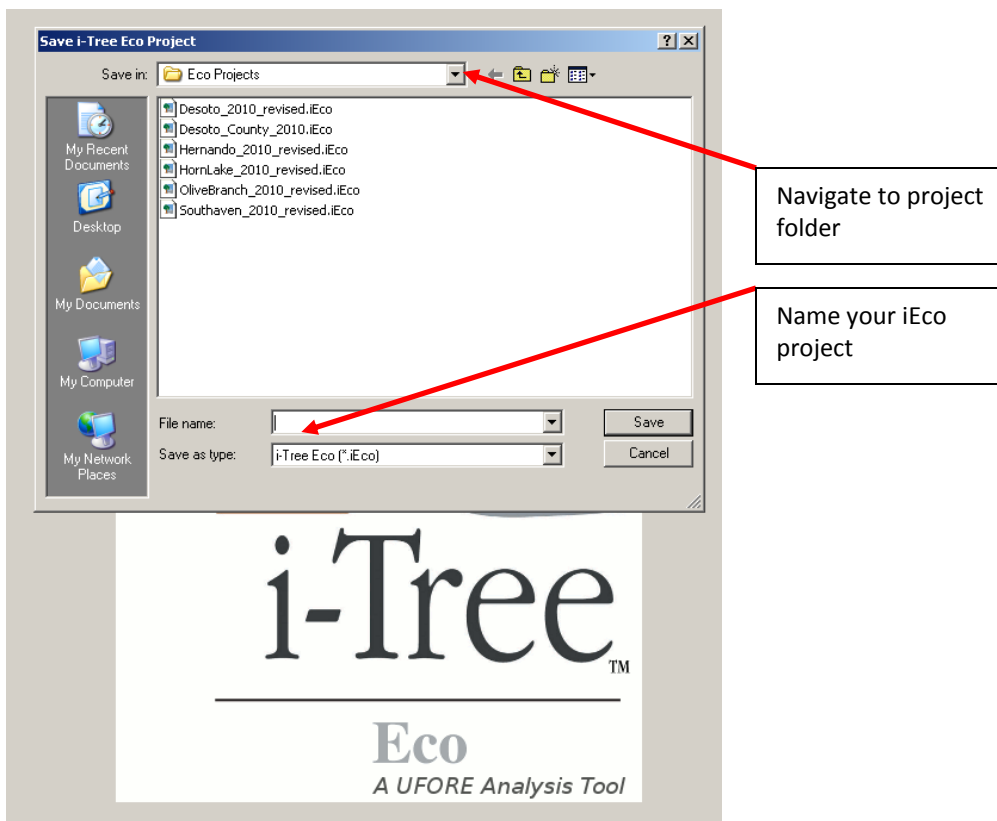 Save i-Tree Eco Project
Save in: Eco Projects
Desoto_2010_revised.iEco
Desoto_County_2010.iEco
Hernando_2010_revised.iEco
HornLake_2010_revised.iEco
OliveBranch_2010_revised.iEco
Southaven_2010_revised.iEco
My Recent
Documents
Desktop
My Documents
My Computer
My Network
Places
File name:
Save
Save as type: i-Tree Eco (*.iEco)
Cancel
Navigate to project
folder
Name your iEco
project
i-Tree
TM
Eco
A UFORE Analysis Tool